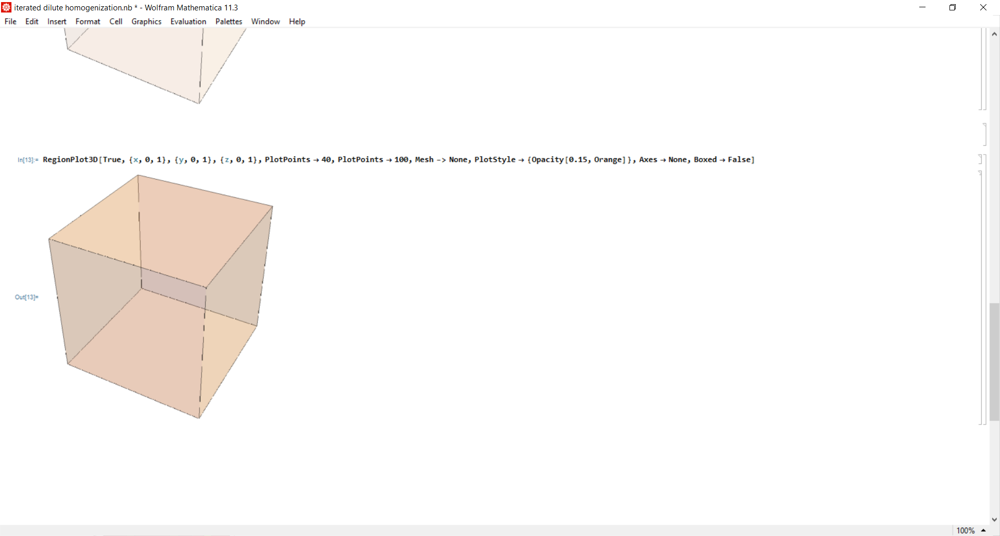 iterated dilute homogenization.nb * - Wolfram Mathematica 11.3
File Edit Insert Format Cell Graphics Evaluation Palettes Window Help
In[13]:= RegionPlot3D[True, {x, 0, 1}, {y, 0, 1}, {z, 0, 1}, PlotPoints → 40, PlotPoints → 100, Mesh -> None, PlotStyle → {Opacity[0.15, Orange]}, Axes → None, Boxed → False]
Out[13]=
100%